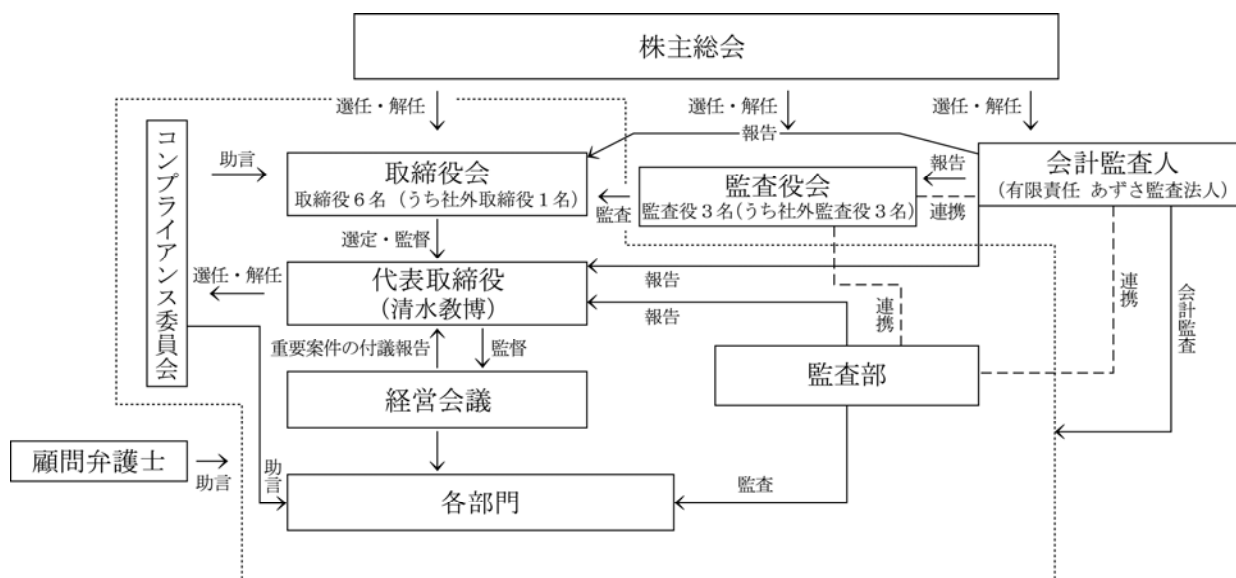 株主総会
選任・解任
選任・解任
選任・解任
報告
コンプライアンス委員会
助言
取締役会
取締役6名（うち社外取締役1名）
監査
監査役会
監査役3名(うち社外監査役3名)
報告
連携
会計監査人
（有限責任 あずさ監査法人）
選定・監督
選任・解任
代表取締役
（清水敎博）
報告
報告
連携
連携
会計監査
重要案件の付議報告
監督
監査部
経営会議
顧問弁護士
助言
助言
各部門
監査